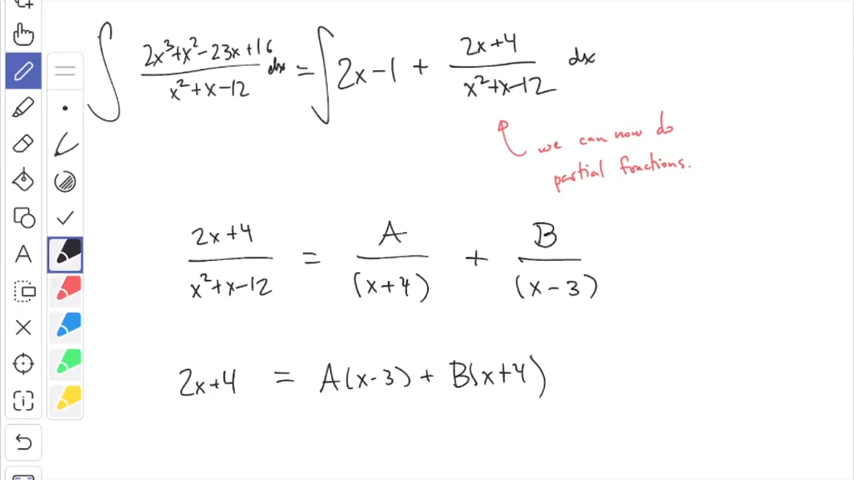 ∫ (2x³+x²-23x+16)/(x²+x-12) dx = ∫ 2x-1 + (2x+4)/(x²+x-12) dx
we can now do
partial fractions.
(2x+4)/(x²+x-12) = A/(x+4) + B/(x-3)
2x+4 = A(x-3) + B(x+4)